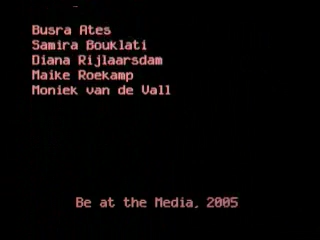 Busra Ates
Samira Bouklati
Diana Rijlaarsdam
Maike Roekamp
Moniek van de Vall
Be at the Media, 2005